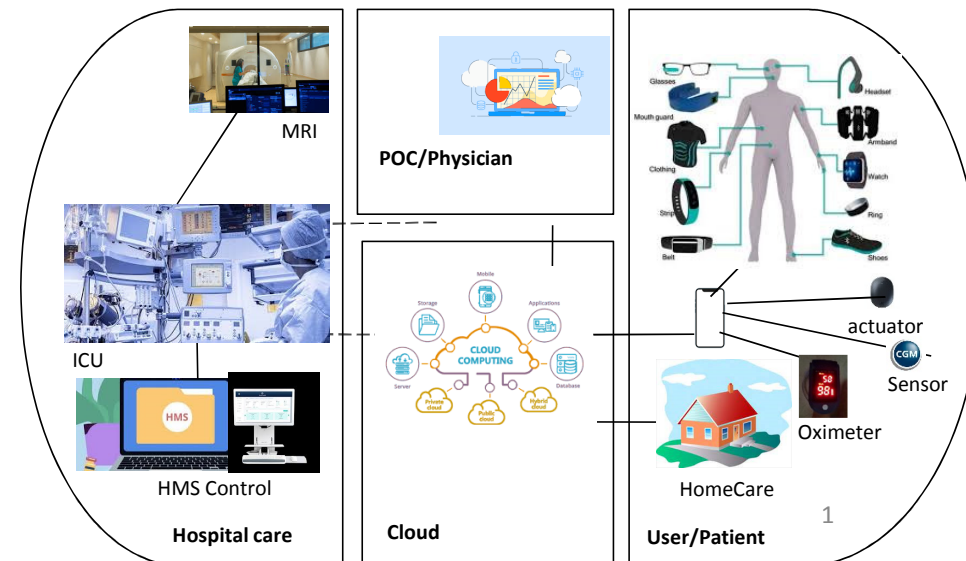 MRI
ICU
HMS
HMS Control
Hospital care
POC/Physician
Mobile
Storage
Applications
CLOUD
COMPUTING
Server
Database
Private
cloud
Public
cloud
Hybrid
cloud
Cloud
Glasses
Headset
Mouth guard
Armband
Clothing
Watch
Strip
Ring
Belt
Shoes
actuator
CGM
Sensor
98
Oximeter
HomeCare
1
User/Patient